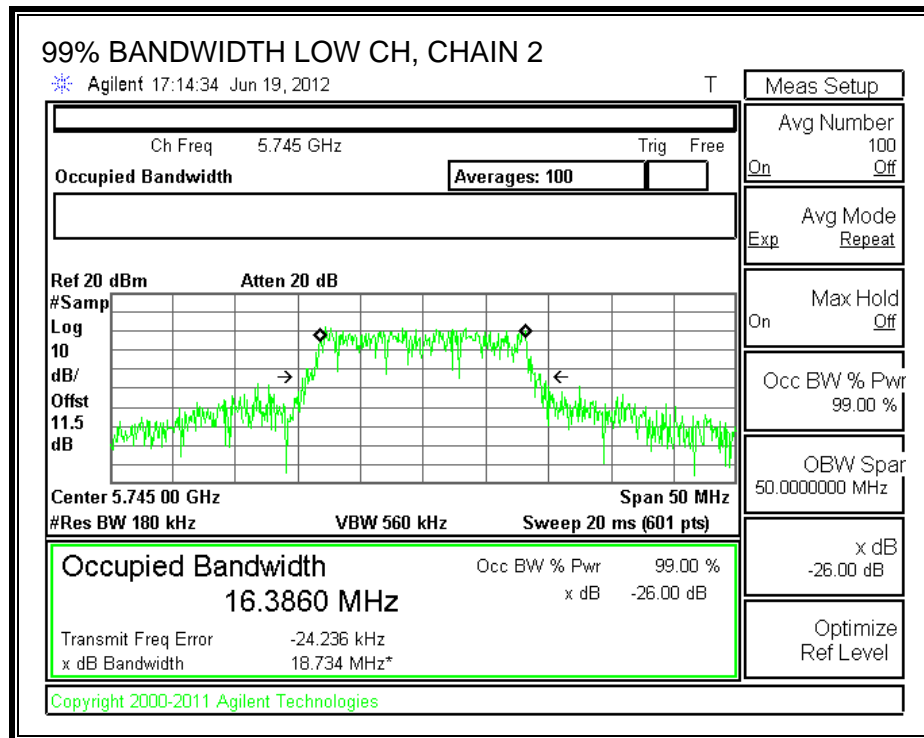 99% BANDWIDTH LOW CH, CHAIN 2
Agilent 17:14:34 Jun 19, 2012 T
Ch Freq 5.745 GHz Trig Free
Occupied Bandwidth Averages: 100
Ref 20 dBm Atten 20 dB
#Samp
Log
10
dB/
Offst
11.5
dB
Center 5.745 00 GHz Span 50 MHz
#Res BW 180 kHz VBW 560 kHz Sweep 20 ms (601 pts)
Occupied Bandwidth Occ BW % Pwr 99.00 %
16.3860 MHz x dB -26.00 dB
Transmit Freq Error -24.236 kHz
x dB Bandwidth 18.734 MHz*
Copyright 2000-2011 Agilent Technologies
Meas Setup
Avg Number
100
On Off
Avg Mode
Exp Repeat
Max Hold
On Off
Occ BW % Pwr
99.00 %
OBW Span
50.0000000 MHz
x dB
-26.00 dB
Optimize
Ref Level